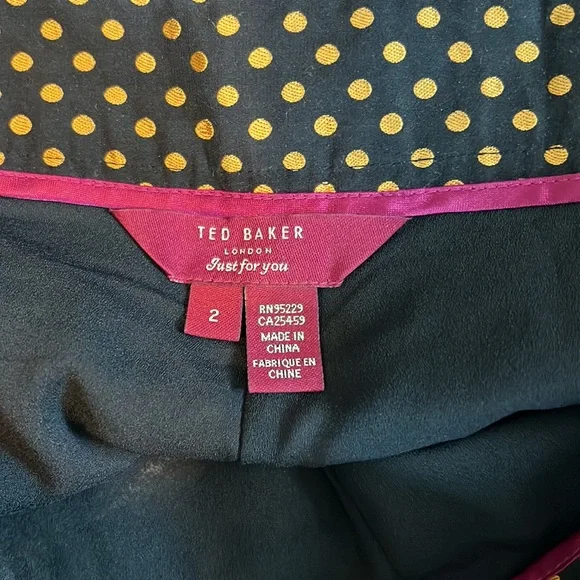 TED BAKER
LONDON
Just for you
2
RN95229
CA25459
MADE IN
CHINA
FABRIQUE EN
CHINE